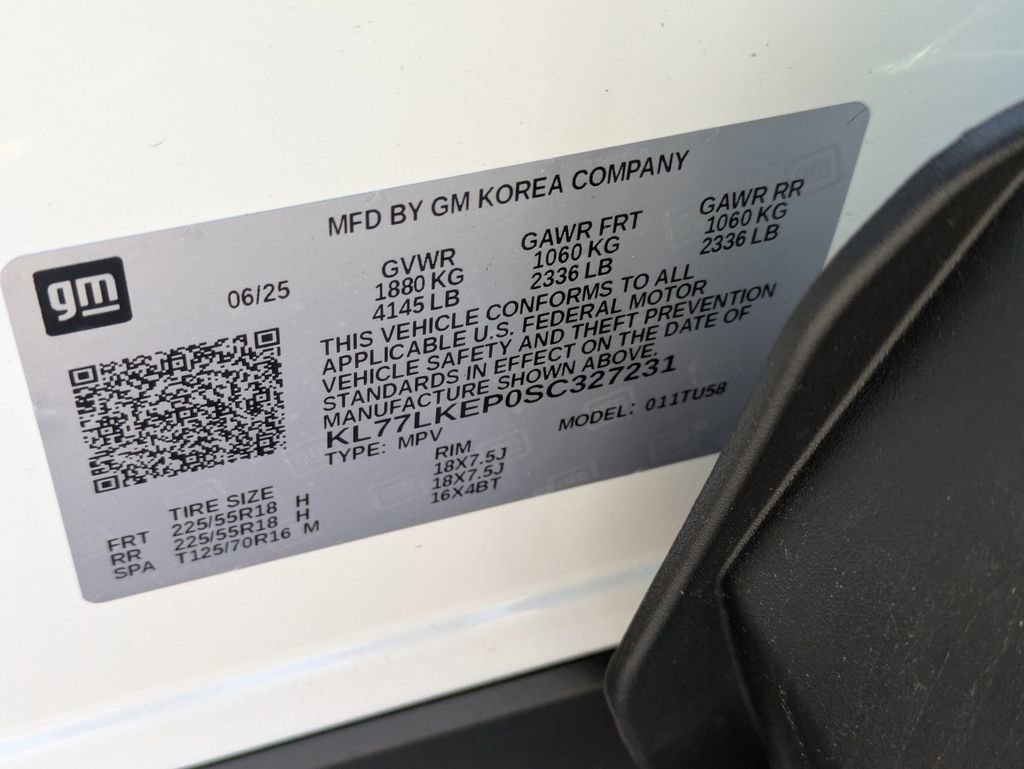 MFD BY GM KOREA COMPANY
gm
06/25
GVWR GAWR FRT GAWR RR
1880 KG 1060 KG 1060 KG
4145 LB 2336 LB 2336 LB
THIS VEHICLE CONFORMS TO ALL
APPLICABLE U.S. FEDERAL MOTOR
VEHICLE SAFETY AND THEFT PREVENTION
STANDARDS IN EFFECT ON THE DATE OF
MANUFACTURE SHOWN ABOVE.
KL77LKEP0SC327231
TYPE: MPV MODEL: 011TU58
TIRE SIZE RIM
FRT 225/55R18 H 18X7.5J
RR 225/55R18 H 18X7.5J
SPA T125/70R16 M 16X4BT